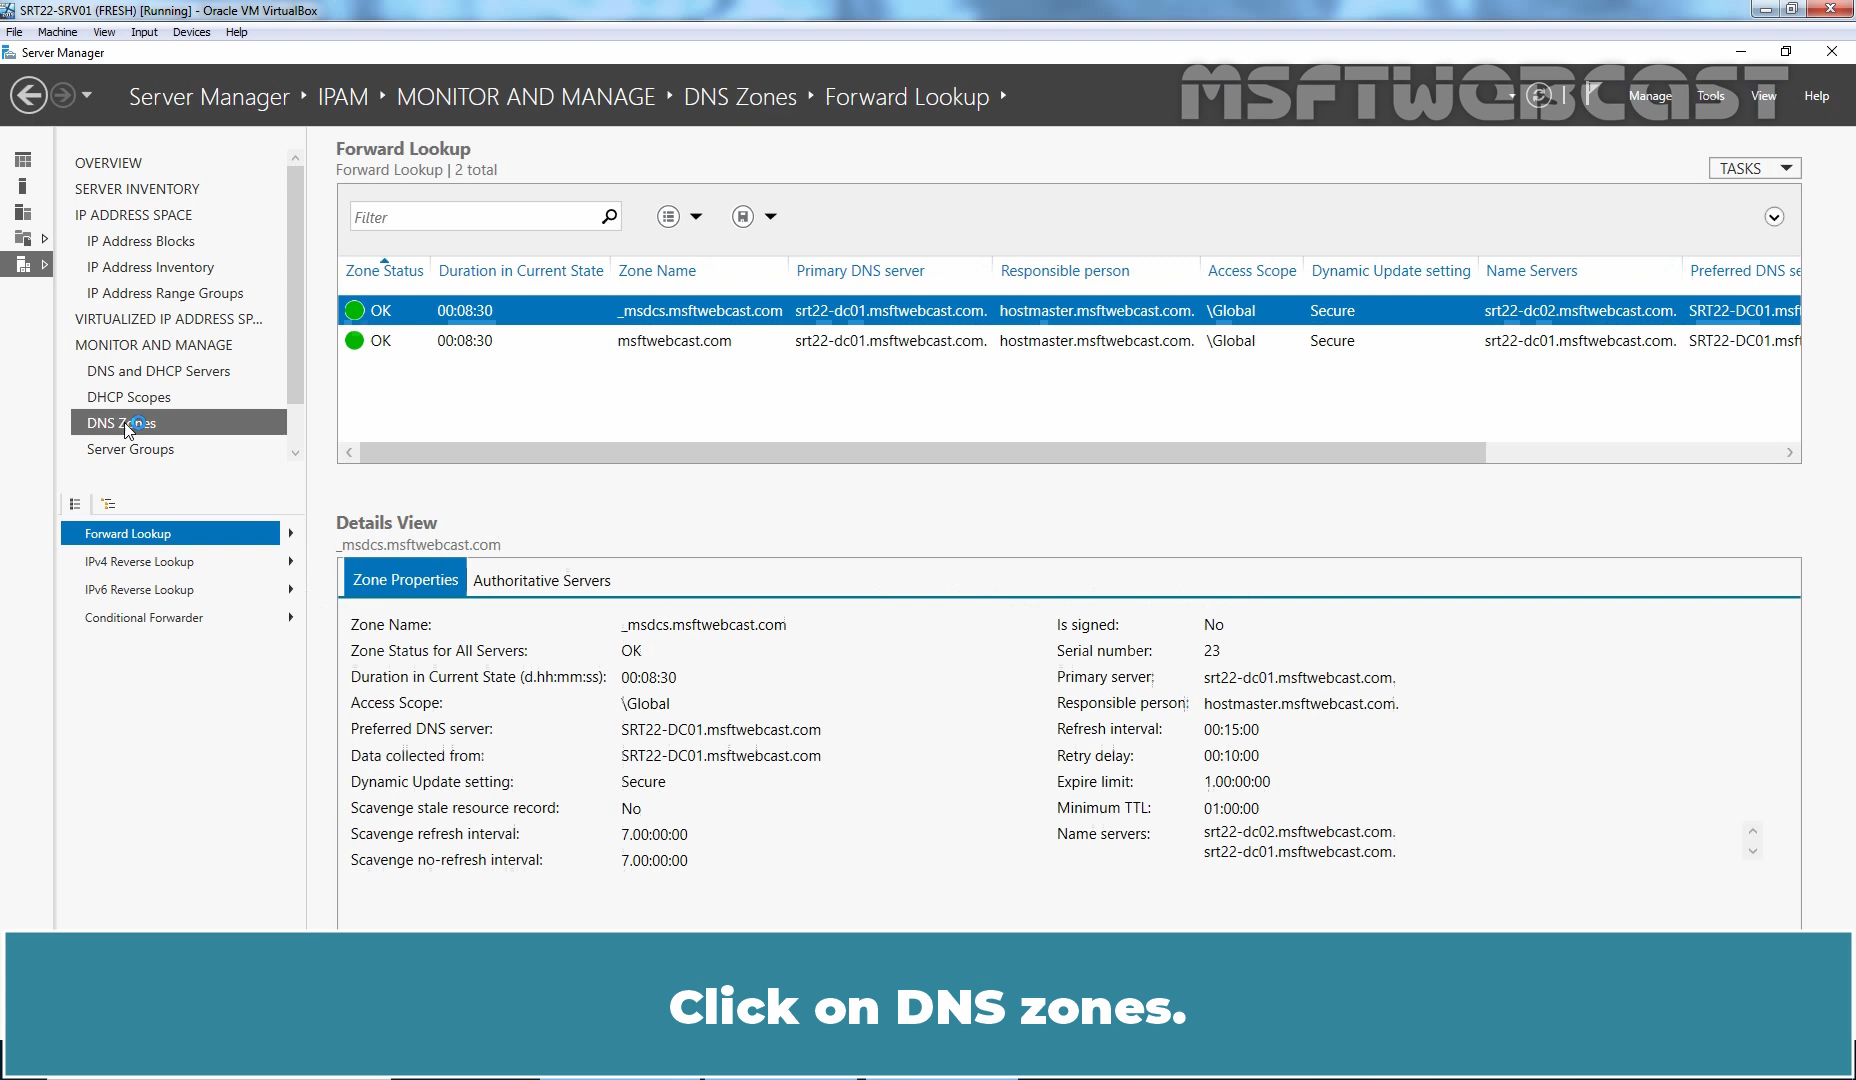 SRT22-SRV01 (FRESH) [Running] - Oracle VM VirtualBox
File Machine View Input Devices Help
Server Manager
Server Manager IPAM MONITOR AND MANAGE DNS Zones Forward Lookup
MSFTWEBCAST
Manage Tools View Help
OVERVIEW
SERVER INVENTORY
IP ADDRESS SPACE
IP Address Blocks
IP Address Inventory
IP Address Range Groups
VIRTUALIZED IP ADDRESS SP...
MONITOR AND MANAGE
DNS and DHCP Servers
DHCP Scopes
DNS Zones
Server Groups
Forward Lookup
IPv4 Reverse Lookup
IPv6 Reverse Lookup
Conditional Forwarder
Forward Lookup
Forward Lookup | 2 total
TASKS
Filter
Zone Status Duration in Current State Zone Name Primary DNS server Responsible person Access Scope Dynamic Update setting Name Servers Preferred DNS se
OK 00:08:30 _msdcs.msftwebcast.com srt22-dc01.msftwebcast.com. hostmaster.msftwebcast.com. \Global Secure srt22-dc02.msftwebcast.com. SRT22-DC01.msf
OK 00:08:30 msftwebcast.com srt22-dc01.msftwebcast.com. hostmaster.msftwebcast.com. \Global Secure srt22-dc01.msftwebcast.com. SRT22-DC01.msf
Details View
_msdcs.msftwebcast.com
Zone Properties Authoritative Servers
Zone Name: _msdcs.msftwebcast.com
Zone Status for All Servers: OK
Duration in Current State (d.hh:mm:ss): 00:08:30
Access Scope: \Global
Preferred DNS server: SRT22-DC01.msftwebcast.com
Data collected from: SRT22-DC01.msftwebcast.com
Dynamic Update setting: Secure
Scavenge stale resource record: No
Scavenge refresh interval: 7.00:00:00
Scavenge no-refresh interval: 7.00:00:00
Is signed: No
Serial number: 23
Primary server: srt22-dc01.msftwebcast.com.
Responsible person: hostmaster.msftwebcast.com.
Refresh interval: 00:15:00
Retry delay: 00:10:00
Expire limit: 1.00:00:00
Minimum TTL: 01:00:00
Name servers: srt22-dc02.msftwebcast.com.
srt22-dc01.msftwebcast.com.
Click on DNS zones.